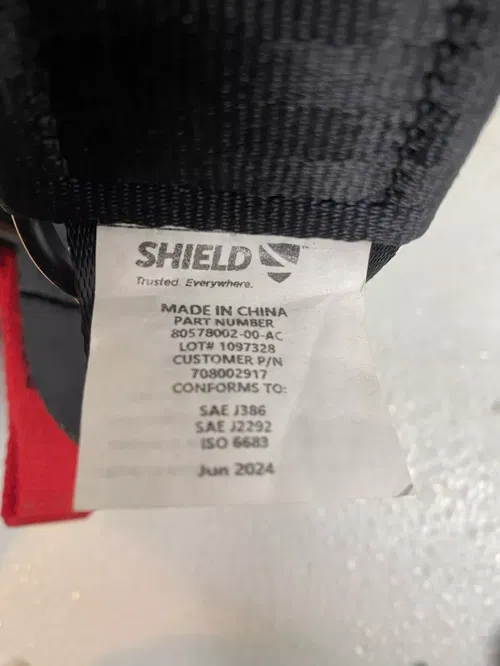 SHIELD
Trusted. Everywhere.
MADE IN CHINA
PART NUMBER
80578002-00-AC
LOT# 1097328
CUSTOMER P/N
708002917
CONFORMS TO:
SAE J386
SAE J2292
ISO 6683
Jun 2024